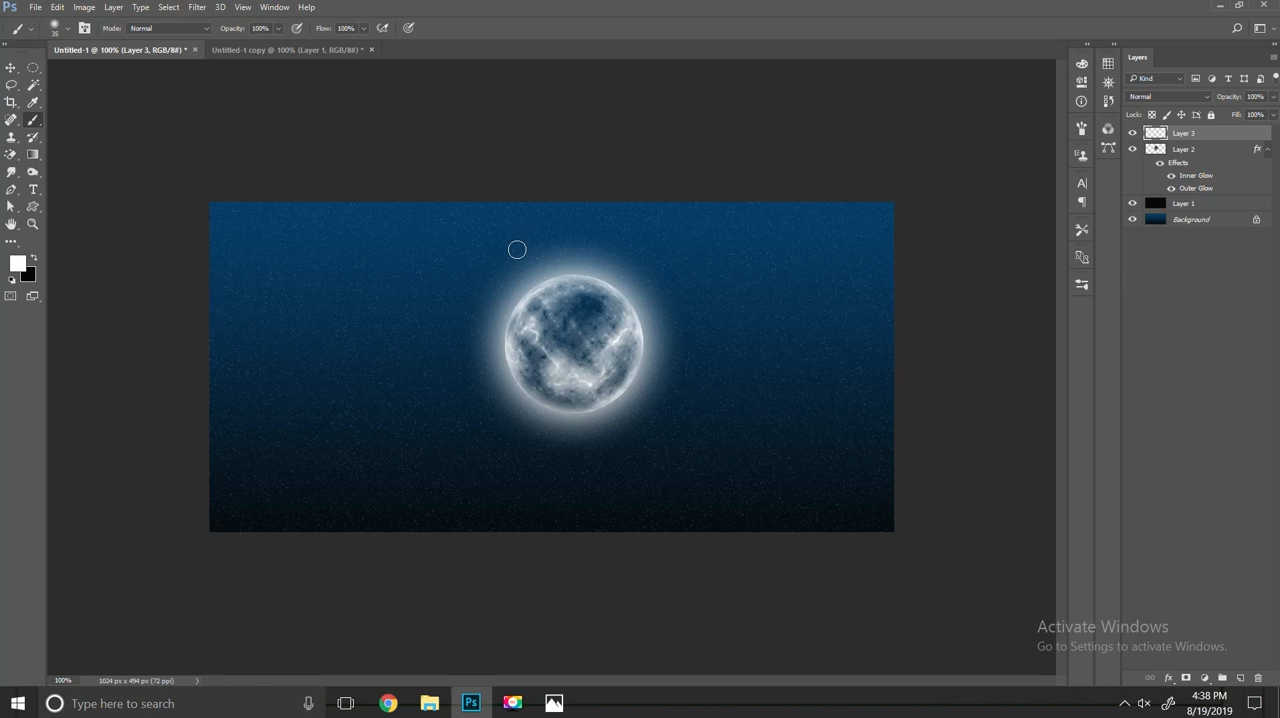 Ps File Edit Image Layer Type Select Filter 3D View Window Help
35 Mode: Normal Opacity: 100% Flow: 100%
Untitled-1 @ 100% (Layer 3, RGB/8#) * × Untitled-1 copy @ 100% (Layer 1, RGB/8#) * ×
Layers
Kind
Normal Opacity: 100%
Lock: Fill: 100%
Layer 3
Layer 2 fx
Effects
Inner Glow
Outer Glow
Layer 1
Background
Activate Windows
Go to Settings to activate Windows.
100% 1024 px x 494 px (72 ppi)
fx
Type here to search
Ps
4:38 PM
8/19/2019